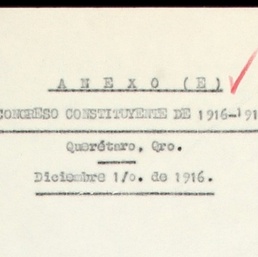 A N E X O (E)
CONGRESO CONSTITUYENTE DE 1916-191
Querétaro, Qro.
Diciembre 1/o. de 1916.